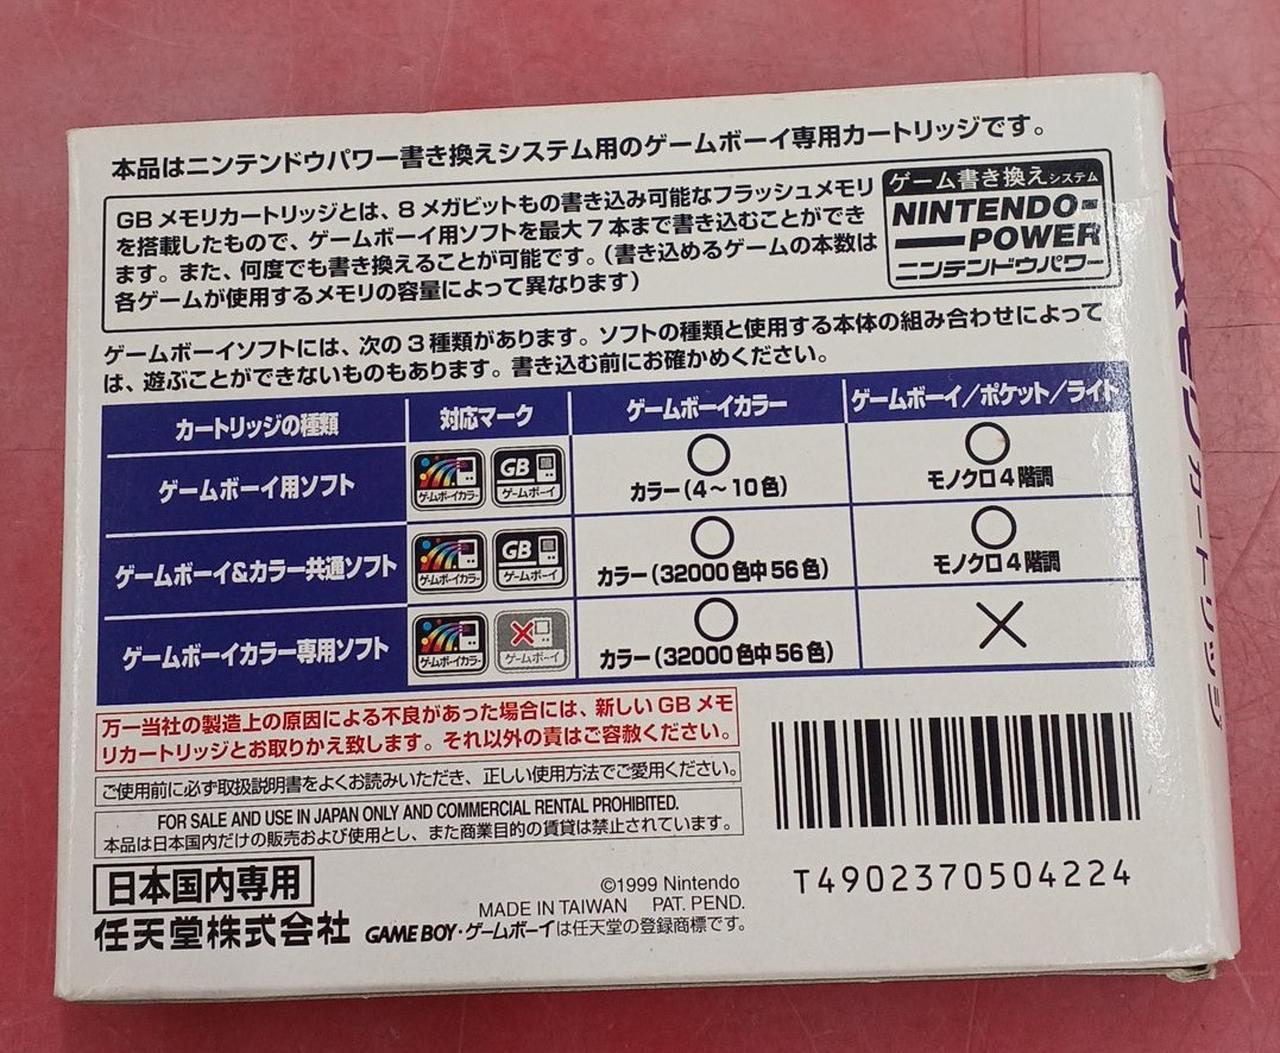 本品はニンテンドウパワー書き換えシステム用のゲームボーイ専用カートリッジです。
GBメモリカートリッジとは、8メガビットもの書き込み可能なフラッシュメモリ
を搭載したもので、ゲームボーイ用ソフトを最大7本まで書き込むことができ
ます。また、何度でも書き換えることが可能です。(書き込めるゲームの本数は
各ゲームが使用するメモリの容量によって異なります)
ゲーム書き換えシステム
NINTENDO-
POWER
ニンテンドウパワー
ゲームボーイソフトには、次の3種類があります。ソフトの種類と使用する本体の組み合わせによって
は、遊ぶことができないものもあります。書き込む前にお確かめください。
カートリッジの種類 対応マーク ゲームボーイカラー ゲームボーイ/ポケット/ライト
ゲームボーイ用ソフト ゲームボーイカラー GB ゲームボーイ ○ カラー(4〜10色) ○ モノクロ4階調
ゲームボーイ&カラー共通ソフト ゲームボーイカラー GB ゲームボーイ ○ カラー(32000色中56色) ○ モノクロ4階調
ゲームボーイカラー専用ソフト ゲームボーイカラー ゲームボーイ ○ カラー(32000色中56色) ×
万一当社の製造上の原因による不良があった場合には、新しいGBメモ
リカートリッジとお取りかえ致します。それ以外の責はご容赦ください。
ご使用前に必ず取扱説明書をよくお読みいただき、正しい使用方法でご愛用ください。
FOR SALE AND USE IN JAPAN ONLY AND COMMERCIAL RENTAL PROHIBITED.
本品は日本国内だけの販売および使用とし、また商業目的の賃貸は禁止されています。
日本国内専用
任天堂株式会社
©1999 Nintendo
MADE IN TAIWAN PAT. PEND.
GAME BOY・ゲームボーイは任天堂の登録商標です。
T4902370504224
GBメモリカートリッジ